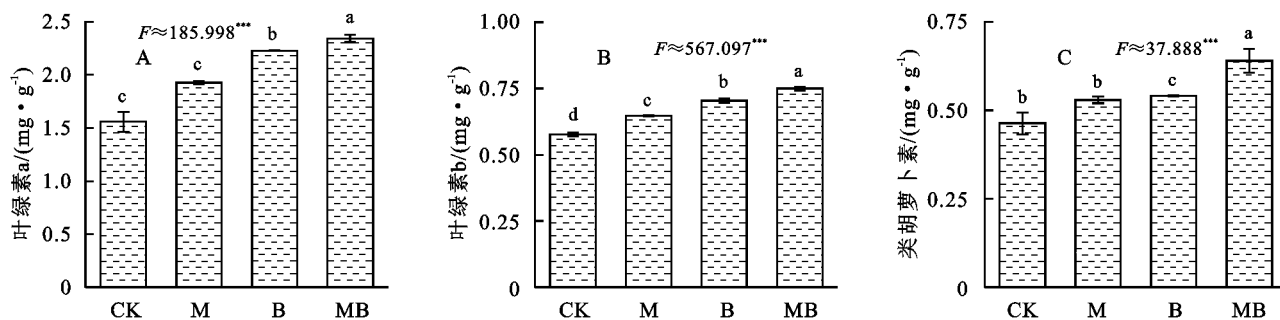 叶绿素a/(mg·g⁻¹)
2.5
2.0
1.5
1.0
0.5
0
A
F≈185.998***
c
c
b
a
CK M B MB
叶绿素b/(mg·g⁻¹)
1.00
0.75
0.50
0.25
0
B
F≈567.097***
d
c
b
a
CK M B MB
类胡萝卜素/(mg·g⁻¹)
0.75
0.50
0.25
0
C
F≈37.888***
b
b
c
a
CK M B MB